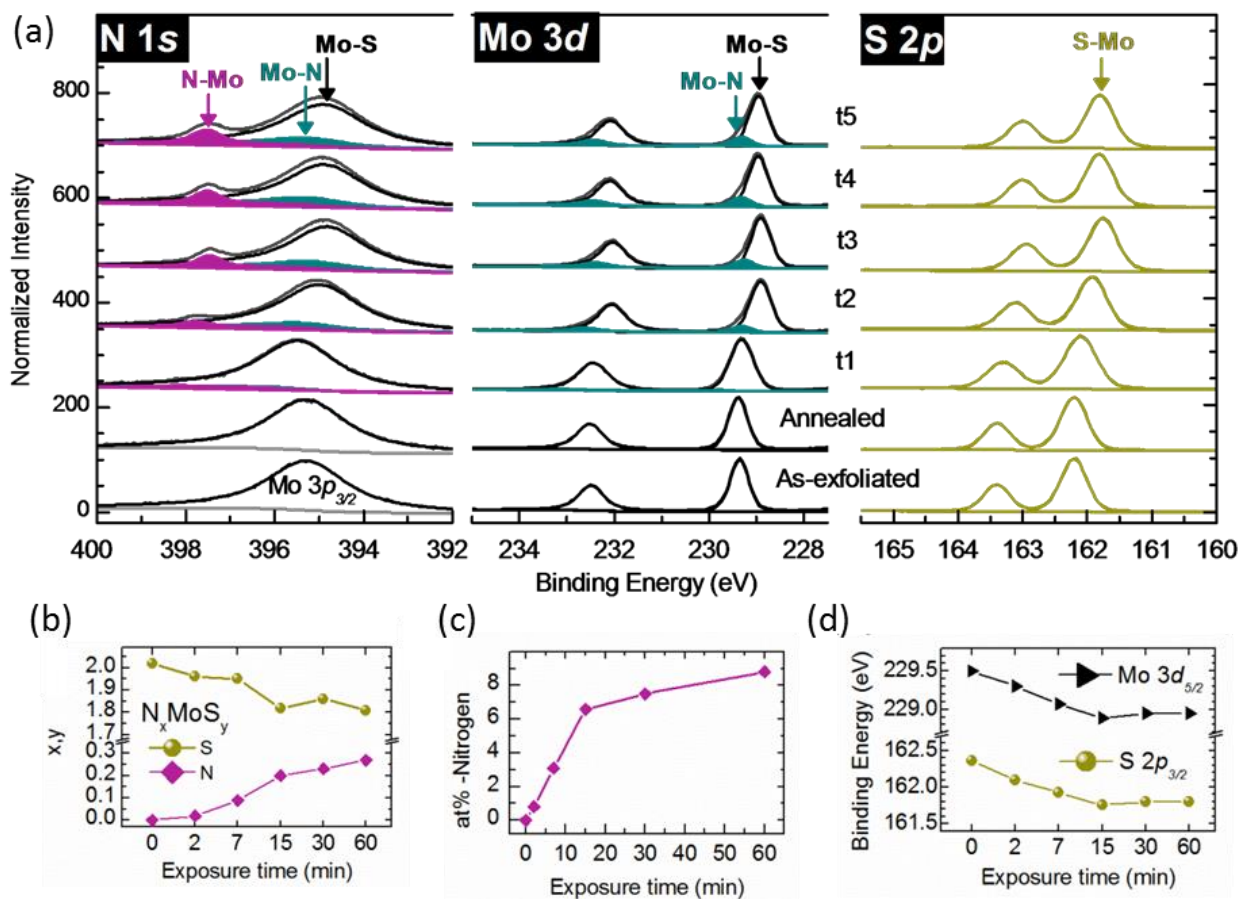 (a)
N 1s
Mo 3d
S 2p
Mo-S
Mo-N
N-Mo
Mo-S
Mo-N
S-Mo
t5
t4
t3
t2
t1
Annealed
As-exfoliated
Mo 3p3/2
Normalized Intensity
800
600
400
200
0
400 398 396 394 392
234 232 230 228
165 164 163 162 161 160
Binding Energy (eV)
(b)
x,y
2.0
1.9
1.8
0.3
0.2
0.1
0.0
NxMoSy
S
N
0 2 7 15 30 60
Exposure time (min)
(c)
at% -Nitrogen
8
6
4
2
0
0 10 20 30 40 50 60
Exposure time (min)
(d)
Binding Energy (eV)
229.5
229.0
162.5
162.0
161.5
Mo 3d5/2
S 2p3/2
0 2 7 15 30 60
Exposure time (min)